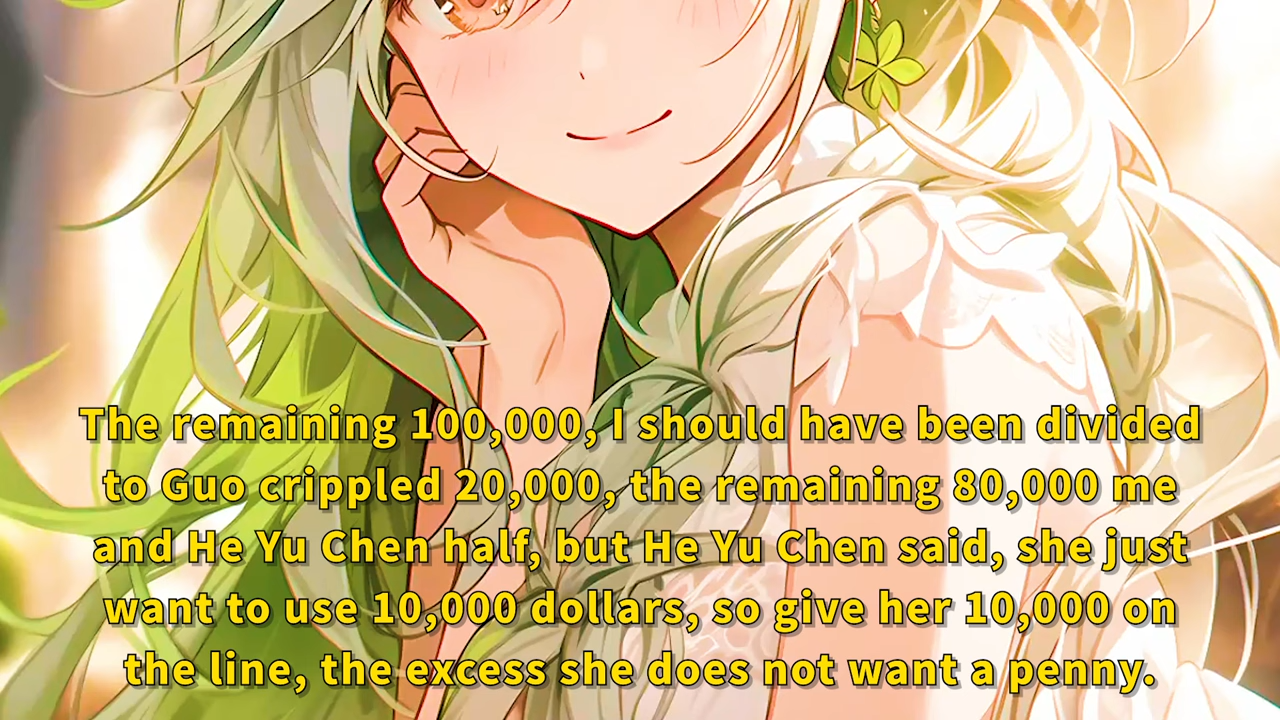 The remaining 100,000, I should have been divided
to Guo crippled 20,000, the remaining 80,000 me
and He Yu Chen half, but He Yu Chen said, she just
want to use 10,000 dollars, so give her 10,000 on
the line, the excess she does not want a penny.